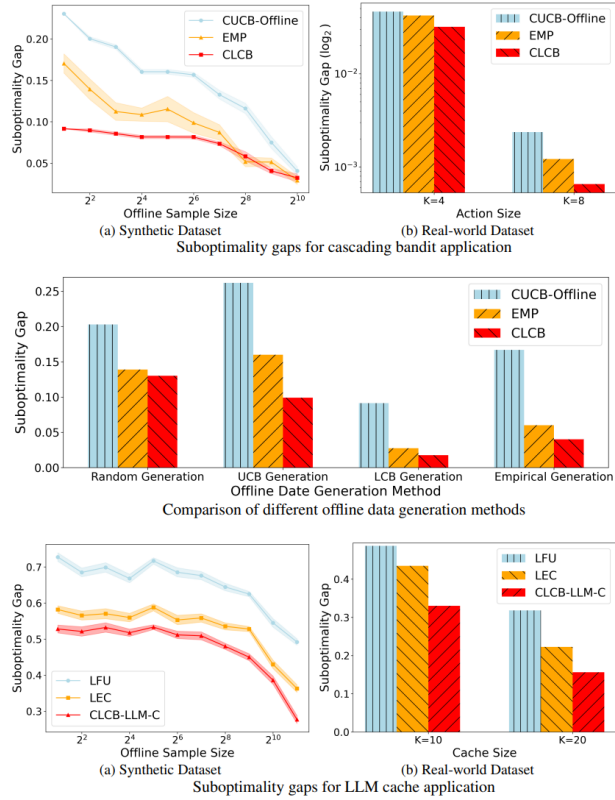 CUCB-Offline
EMP
CLCB
Suboptimality Gap
0.20
0.15
0.10
0.05
2^2
2^4
2^6
2^8
2^10
Offline Sample Size
(a) Synthetic Dataset
CUCB-Offline
EMP
CLCB
Suboptimality Gap (log₂)
10^-2
10^-3
K=4
K=8
Action Size
(b) Real-world Dataset
Suboptimality gaps for cascading bandit application
CUCB-Offline
EMP
CLCB
Suboptimality Gap
0.25
0.20
0.15
0.10
0.05
0.00
Random Generation
UCB Generation
LCB Generation
Empirical Generation
Offline Date Generation Method
Comparison of different offline data generation methods
Suboptimality Gap
0.7
0.6
0.5
0.4
0.3
LFU
LEC
CLCB-LLM-C
2^2
2^4
2^6
2^8
2^10
Offline Sample Size
(a) Synthetic Dataset
LFU
LEC
CLCB-LLM-C
Suboptimality Gap
0.4
0.3
0.2
0.1
0.0
K=10
K=20
Cache Size
(b) Real-world Dataset
Suboptimality gaps for LLM cache application